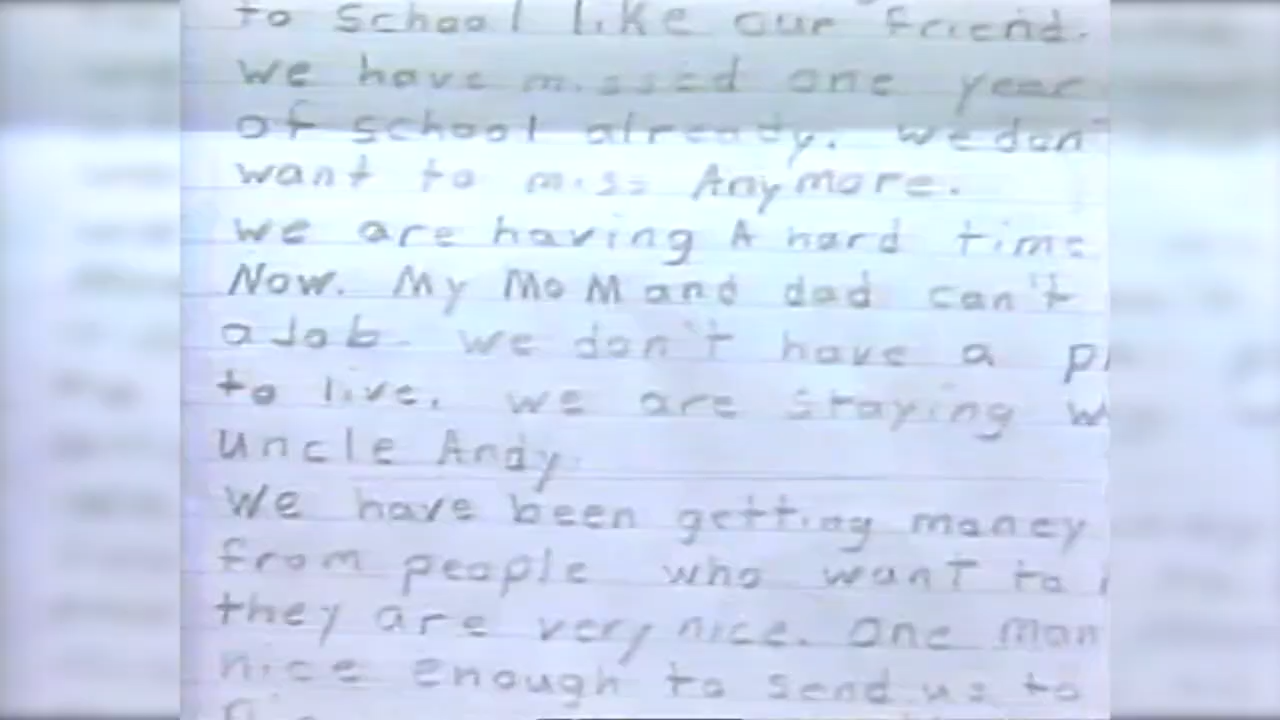 to school like our friend.
we have missed one year
of school already. we don'
want to miss Anymore.
we are having A hard time
Now. My MoM and dad can't
a Job. we don't have a
to live. we are staying
uncle Andy
We have been getting money
from people who want to
they are very nice. one man
nice enough to send us to